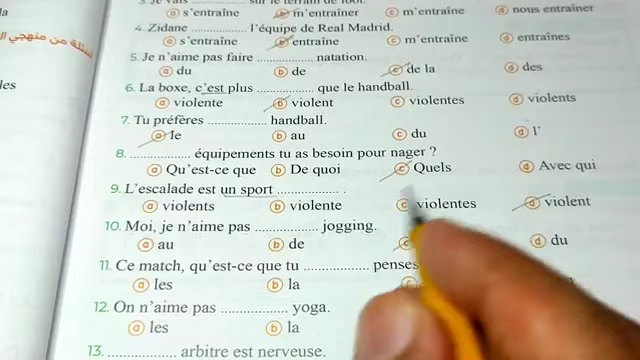 3. Je vais .................. sur le terrain de foot.
ⓐ s'entraîne ⓑ m'entraîner ⓒ m'entraîne ⓓ nous entraîner
4. Zidane .................. l'équipe de Real Madrid.
ⓐ s'entraîne ⓑ entraîne ⓒ m'entraîne ⓓ entraînes
5. Je n'aime pas faire .................. natation.
ⓐ du ⓑ de ⓒ de la ⓓ des
6. La boxe, c'est plus .................. que le handball.
ⓐ violente ⓑ violent ⓒ violentes ⓓ violents
7. Tu préfères .................. handball.
ⓐ le ⓑ au ⓒ du ⓓ l'
8. .................. équipements tu as besoin pour nager ?
ⓐ Qu'est-ce que ⓑ De quoi ⓒ Quels ⓓ Avec qui
9. L'escalade est un sport .................. .
ⓐ violents ⓑ violente ⓒ violentes ⓓ violent
10. Moi, je n'aime pas .................. jogging.
ⓐ au ⓑ de ⓒ ⓓ du
11. Ce match, qu'est-ce que tu .................. penses
ⓐ les ⓑ la
12. On n'aime pas .................. yoga.
ⓐ les ⓑ la
13. .................. arbitre est nerveuse.
من منهجي
la
les